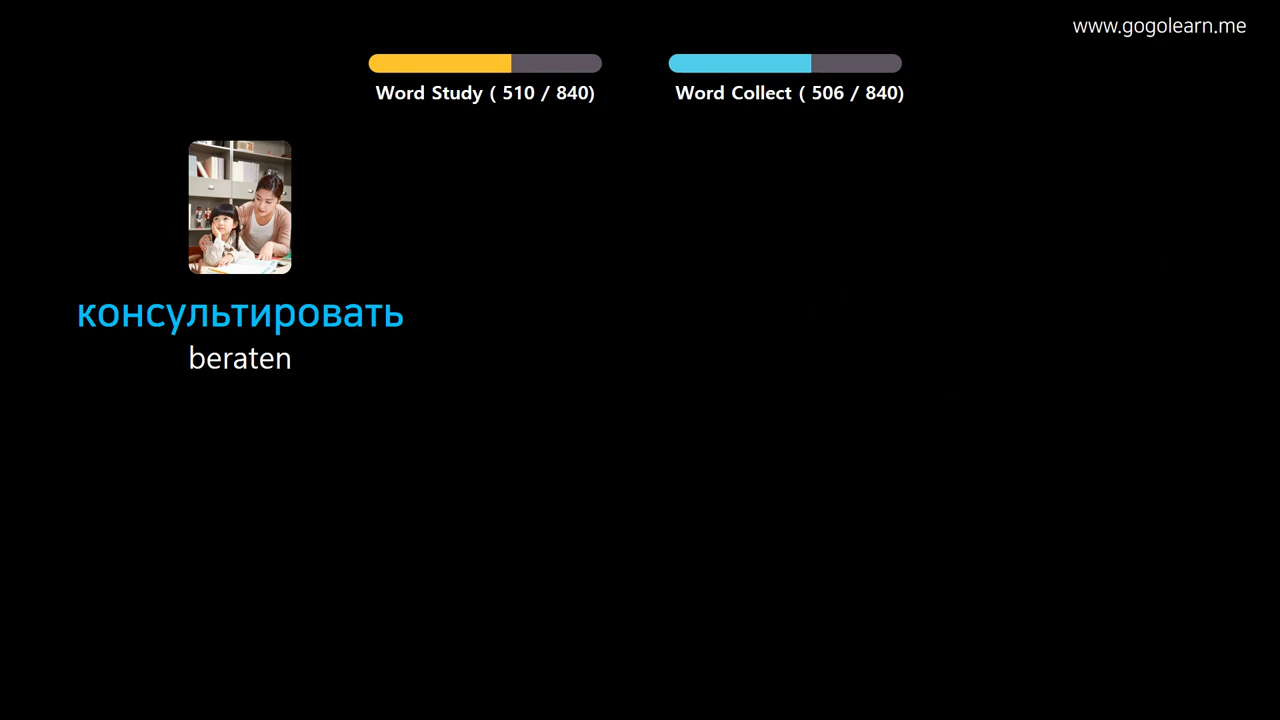 www.gogolearn.me
Word Study ( 510 / 840)
Word Collect ( 506 / 840)
консультировать
beraten